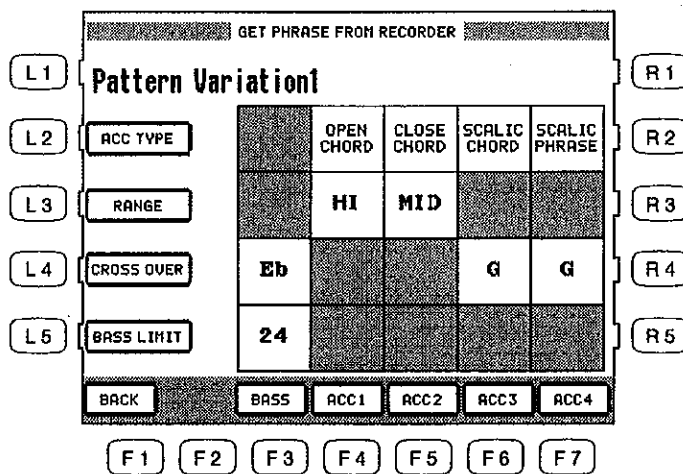 GET PHRASE FROM RECORDER
L1 Pattern Variation1 R1
L2 ACC TYPE OPEN CHORD CLOSE CHORD SCALIC CHORD SCALIC PHRASE R2
L3 RANGE HI MID R3
L4 CROSS OVER Eb G G R4
L5 BASS LIMIT 24 R5
BACK BASS ACC1 ACC2 ACC3 ACC4
F1 F2 F3 F4 F5 F6 F7